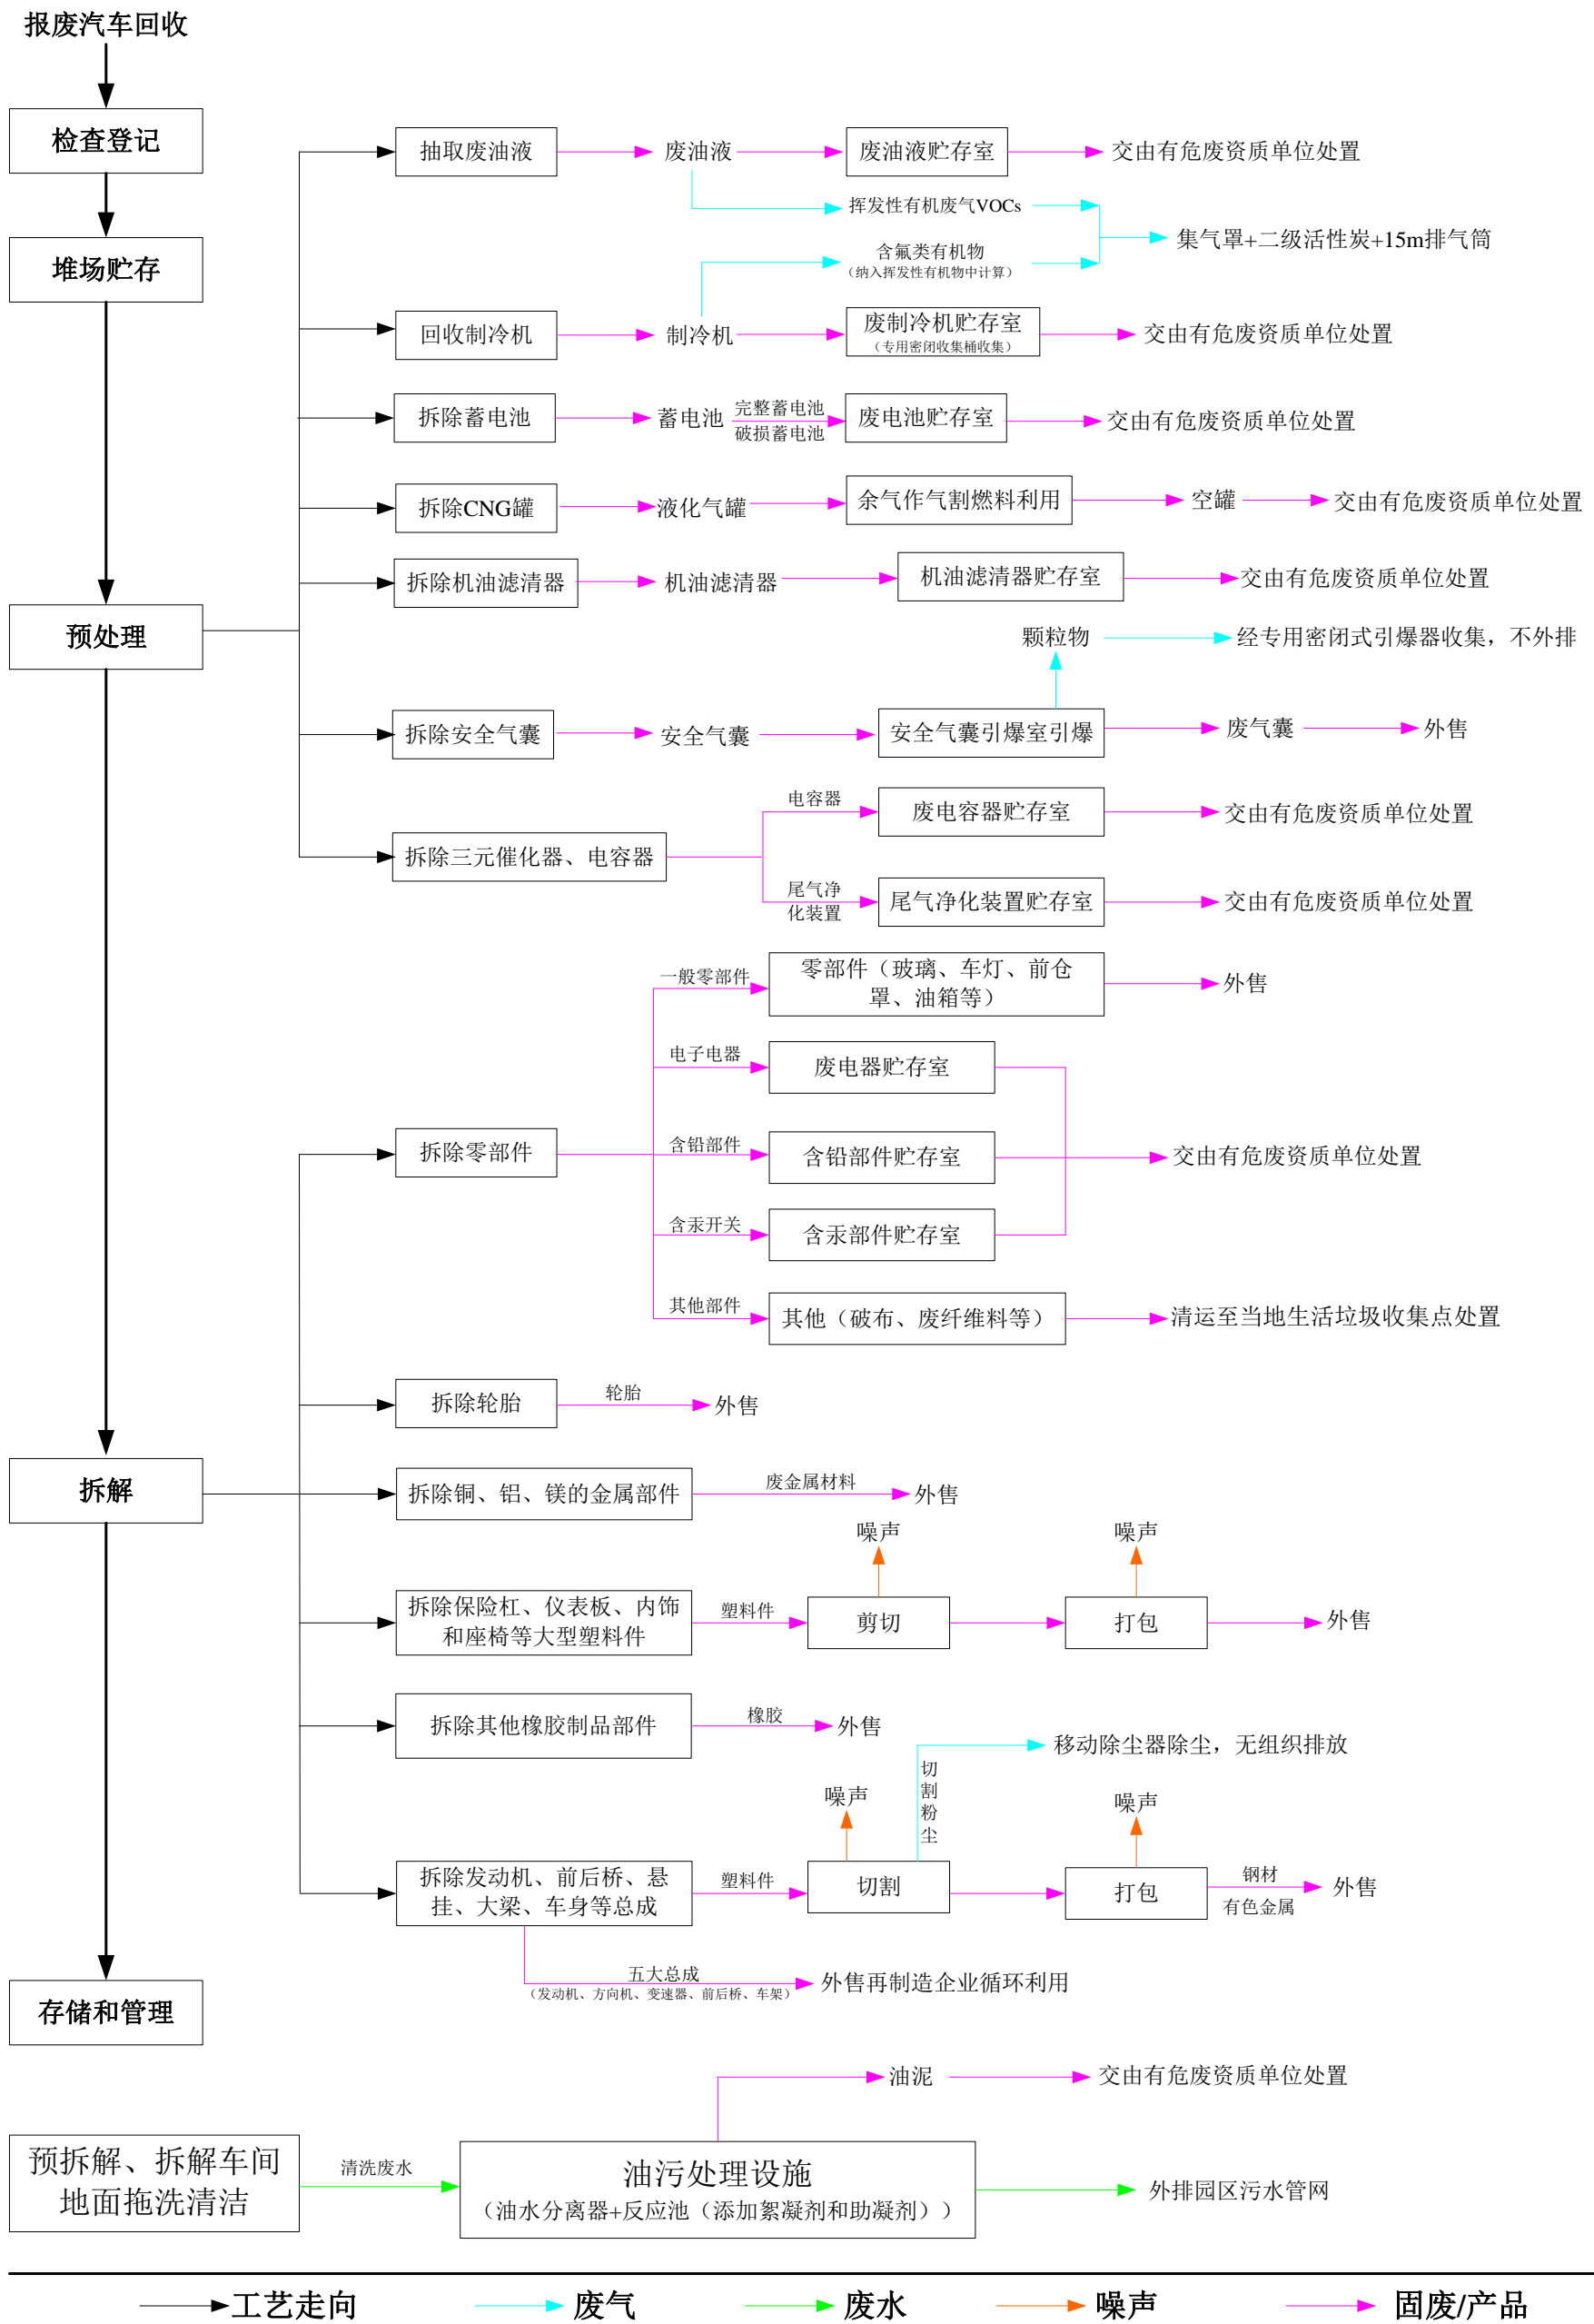 报废汽车回收
检查登记
堆场贮存
预处理
拆解
存储和管理
抽取废油液
废油液
废油液贮存室
交由有危废资质单位处置
挥发性有机废气VOCs
含氟类有机物
（纳入挥发性有机物中计算）
集气罩+二级活性炭+15m排气筒
回收制冷机
制冷机
废制冷机贮存室
（专用密闭收集桶收集）
交由有危废资质单位处置
拆除蓄电池
蓄电池
完整蓄电池
破损蓄电池
废电池贮存室
交由有危废资质单位处置
拆除CNG罐
液化气罐
余气作气割燃料利用
空罐
交由有危废资质单位处置
拆除机油滤清器
机油滤清器
机油滤清器贮存室
交由有危废资质单位处置
颗粒物
经专用密闭式引爆器收集，不外排
拆除安全气囊
安全气囊
安全气囊引爆室引爆
废气囊
外售
拆除三元催化器、电容器
电容器
废电容器贮存室
交由有危废资质单位处置
尾气净
化装置
尾气净化装置贮存室
交由有危废资质单位处置
拆除零部件
一般零部件
零部件（玻璃、车灯、前仓
罩、油箱等）
外售
电子电器
废电器贮存室
含铅部件
含铅部件贮存室
交由有危废资质单位处置
含汞开关
含汞部件贮存室
其他部件
其他（破布、废纤维料等）
清运至当地生活垃圾收集点处置
拆除轮胎
轮胎
外售
拆除铜、铝、镁的金属部件
废金属材料
外售
噪声
噪声
拆除保险杠、仪表板、内饰
和座椅等大型塑料件
塑料件
剪切
打包
外售
拆除其他橡胶制品部件
橡胶
外售
移动除尘器除尘，无组织排放
切割粉尘
噪声
噪声
拆除发动机、前后桥、悬
挂、大梁、车身等总成
塑料件
切割
打包
钢材
有色金属
外售
五大总成
（发动机、方向机、变速器、前后桥、车架）
外售再制造企业循环利用
油泥
交由有危废资质单位处置
预拆解、拆解车间
地面拖洗清洁
清洗废水
油污处理设施
（油水分离器+反应池（添加絮凝剂和助凝剂））
外排园区污水管网
工艺走向
废气
废水
噪声
固废/产品